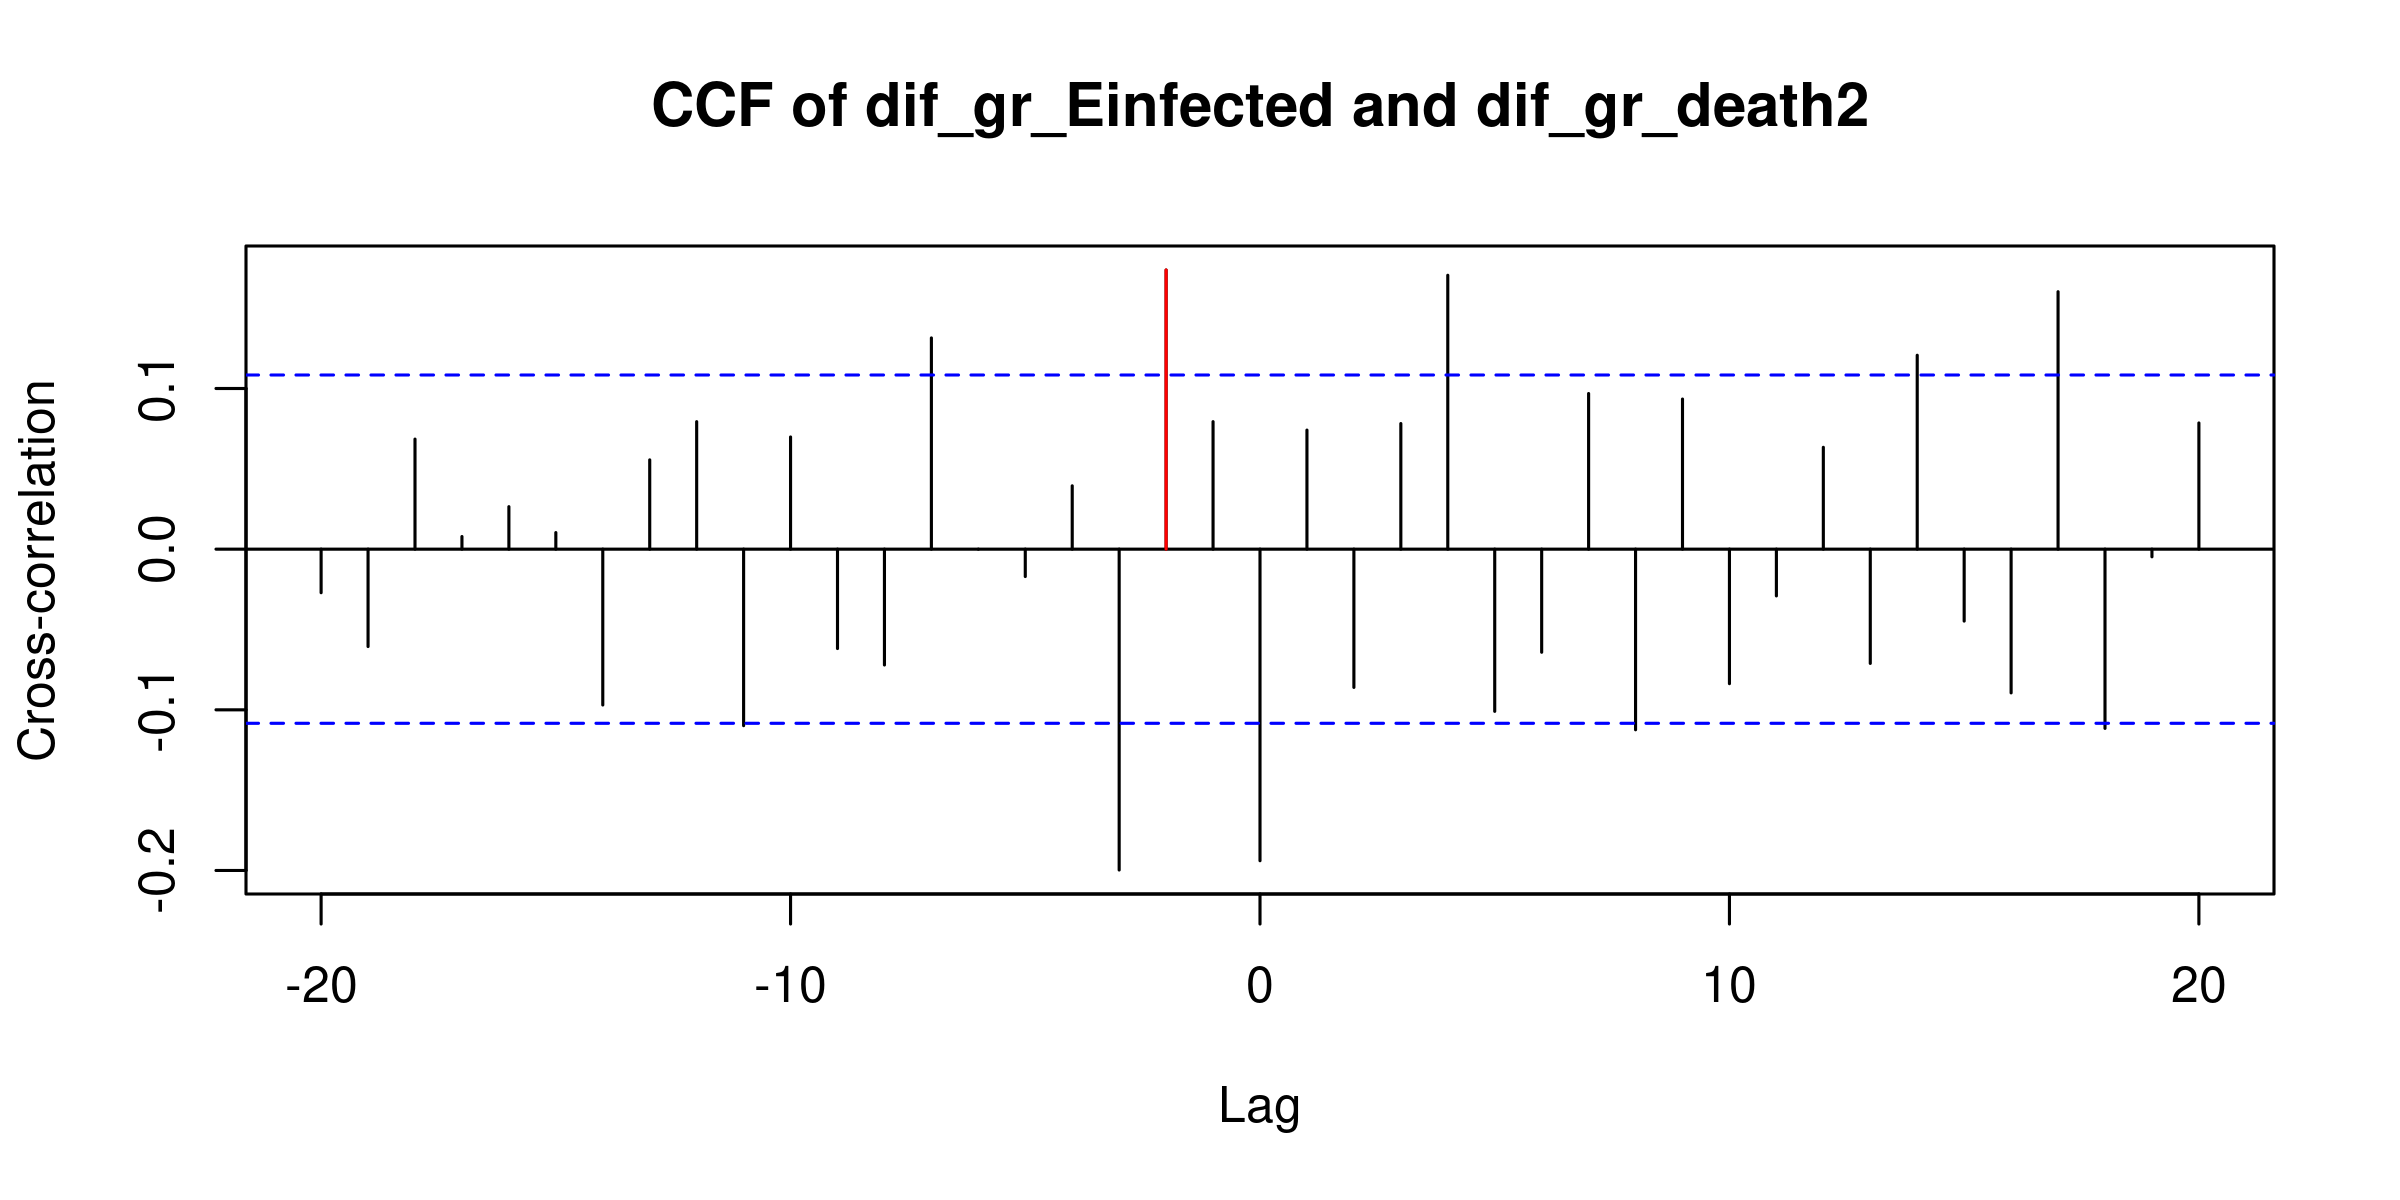 CCF of dif_gr_Einfected and dif_gr_death2
Cross-correlation
0.1
0.0
-0.1
-0.2
-20 -10 0 10 20
Lag